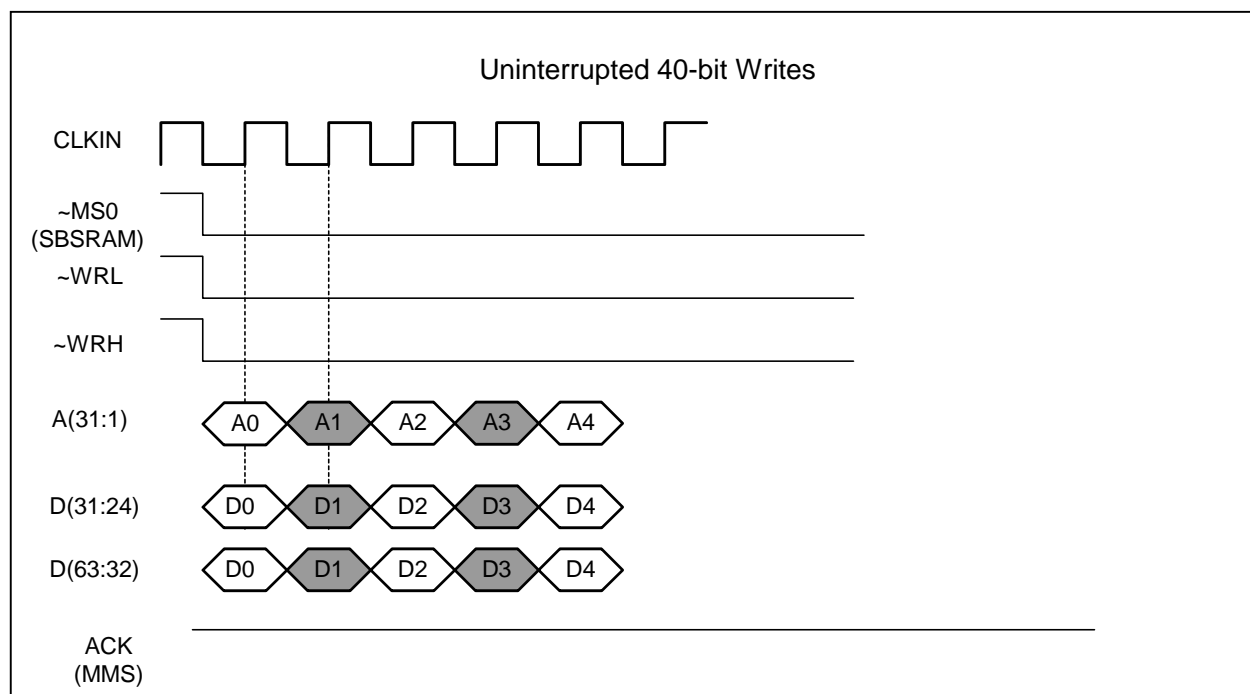 Uninterrupted 40-bit Writes
CLKIN
~MS0
(SBSRAM)
~WRL
~WRH
A(31:1) A0 A1 A2 A3 A4
D(31:24) D0 D1 D2 D3 D4
D(63:32) D0 D1 D2 D3 D4
ACK
(MMS)